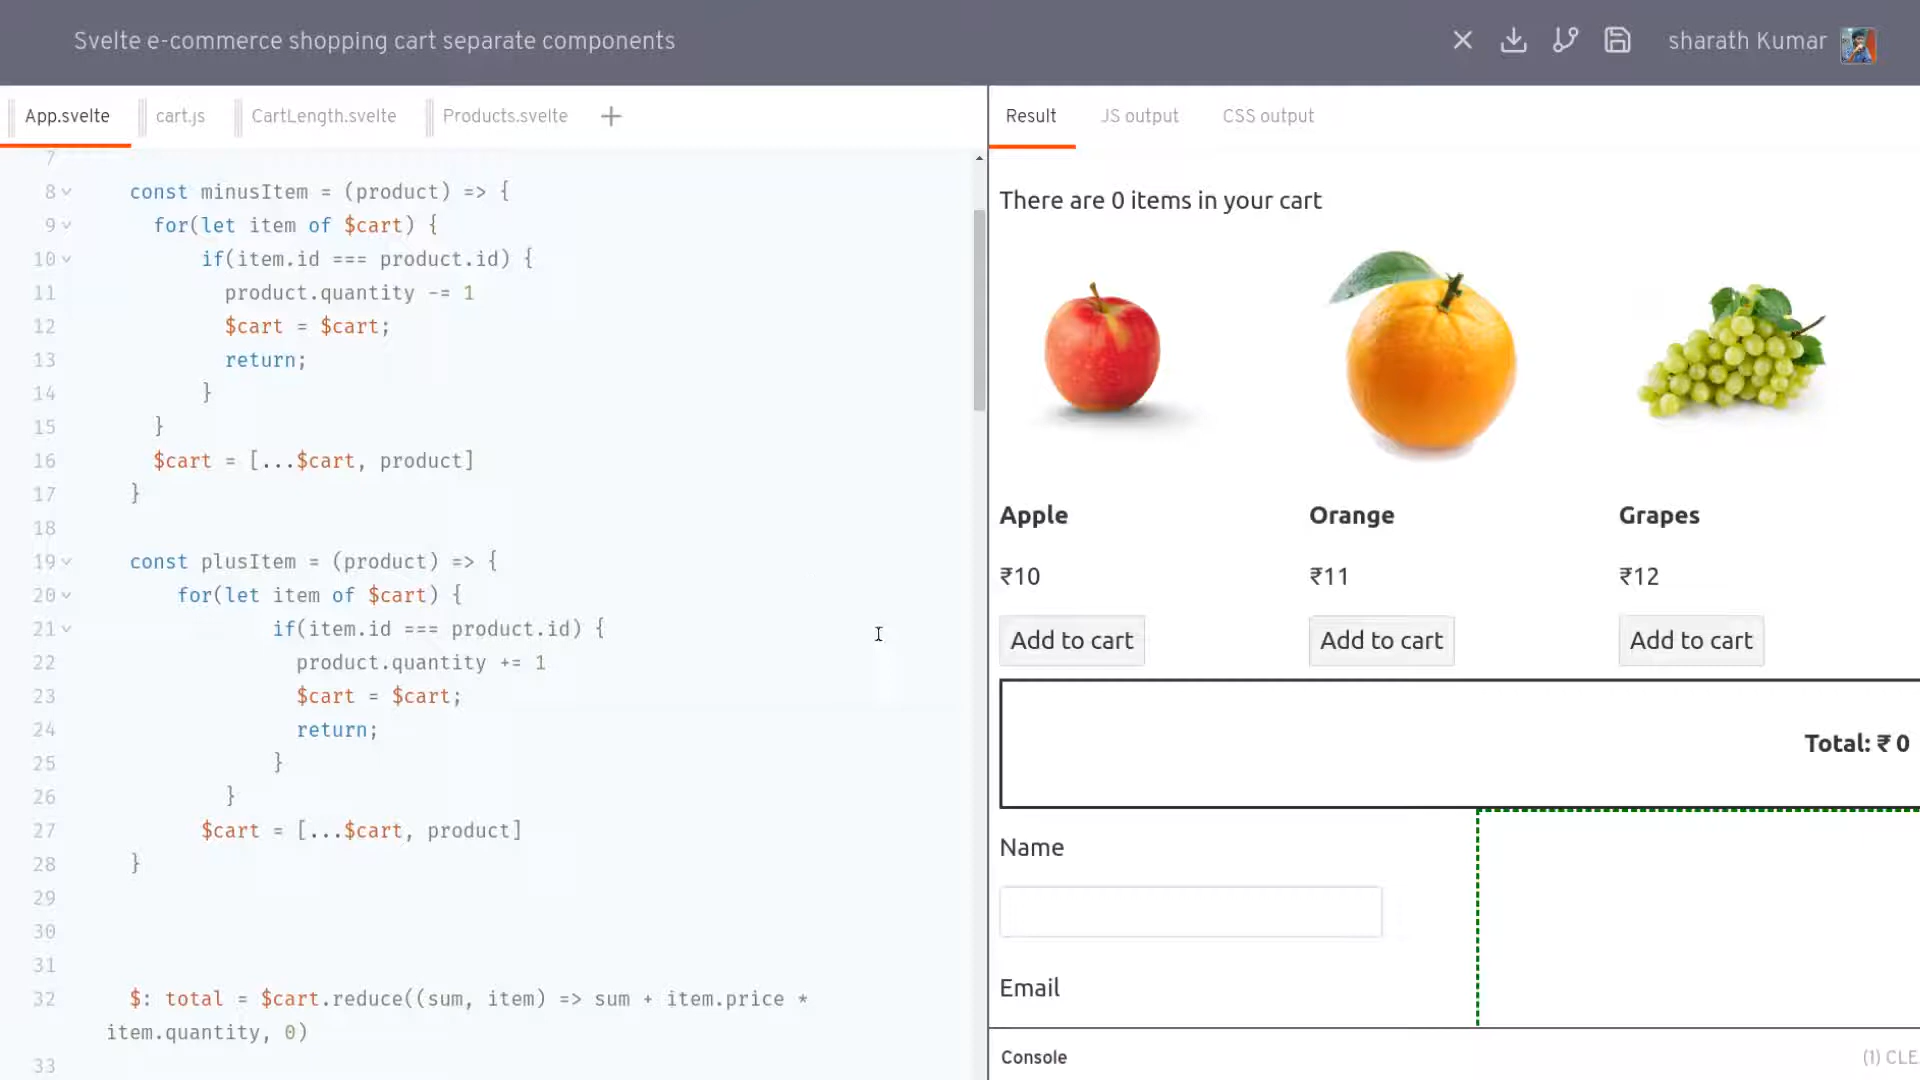 Svelte e-commerce shopping cart separate components
sharath Kumar
App.svelte
cart.js
CartLength.svelte
Products.svelte
Result
JS output
CSS output
7
8 const minusItem = (product) => {
9 for(let item of $cart) {
10 if(item.id === product.id) {
11 product.quantity -= 1
12 $cart = $cart;
13 return;
14 }
15 }
16 $cart = [...$cart, product]
17 }
18
19 const plusItem = (product) => {
20 for(let item of $cart) {
21 if(item.id === product.id) {
22 product.quantity += 1
23 $cart = $cart;
24 return;
25 }
26 }
27 $cart = [...$cart, product]
28 }
29
30
31
32 $: total = $cart.reduce((sum, item) => sum + item.price *
item.quantity, 0)
33
There are 0 items in your cart
Apple Orange Grapes
₹10 ₹11 ₹12
Add to cart Add to cart Add to cart
Total: ₹ 0
Name
Email
Console (1) CLE